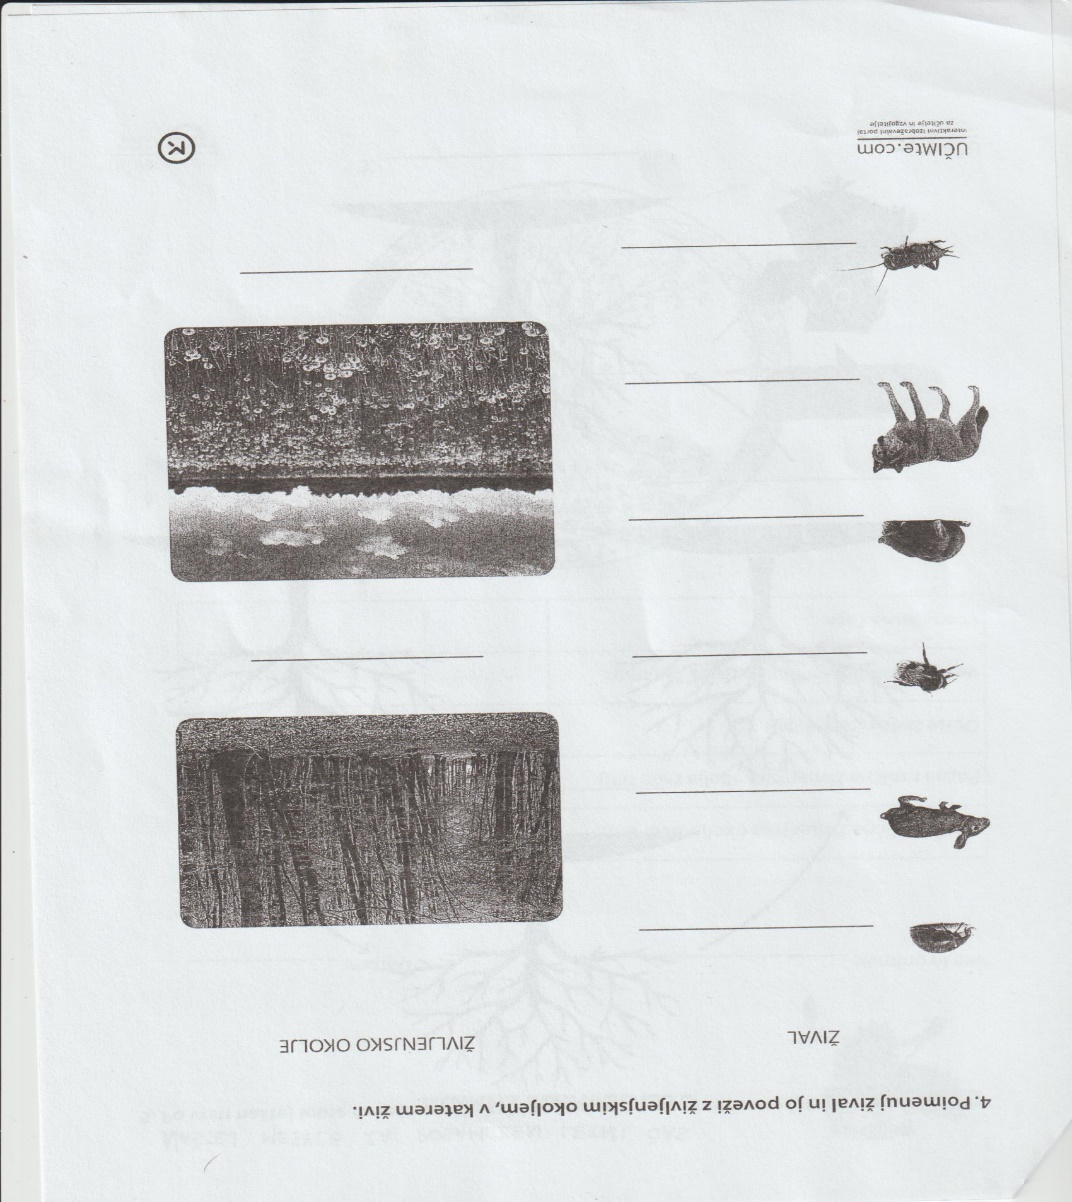 4. Poimenuj žival in jo poveži z življenjskim okoljem, v katerem živi.
ŽIVAL
ŽIVLJENJSKO OKOLJE
UČIMte.com
interaktivni izobraževalni portal
za učitelje in vzgojitelje